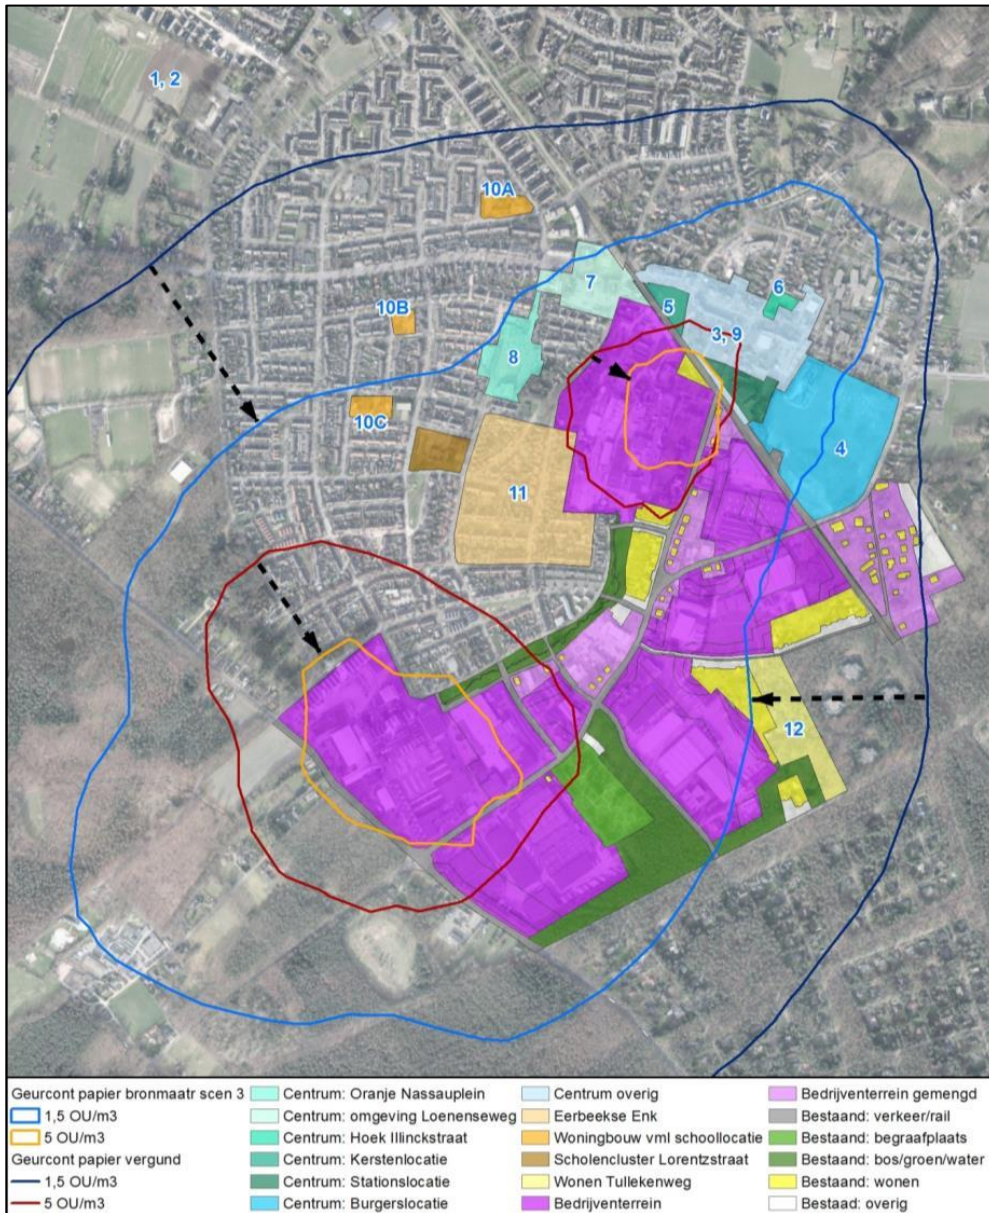 1, 2
10A
7
6
5
10B
3, 9
8
10C
4
11
12
Geurcont papier bronmaatr scen 3
1,5 OU/m3
5 OU/m3
Geurcont papier vergund
1,5 OU/m3
5 OU/m3
Centrum: Oranje Nassauplein
Centrum: omgeving Loenenseweg
Centrum: Hoek Illinckstraat
Centrum: Kerstenlocatie
Centrum: Stationslocatie
Centrum: Burgerslocatie
Centrum overig
Eerbeekse Enk
Woningbouw vml schoollocatie
Scholencluster Lorentzstraat
Wonen Tullekenweg
Bedrijventerrein
Bedrijventerrein gemengd
Bestaand: verkeer/rail
Bestaand: begraafplaats
Bestaand: bos/groen/water
Bestaand: wonen
Bestaad: overig